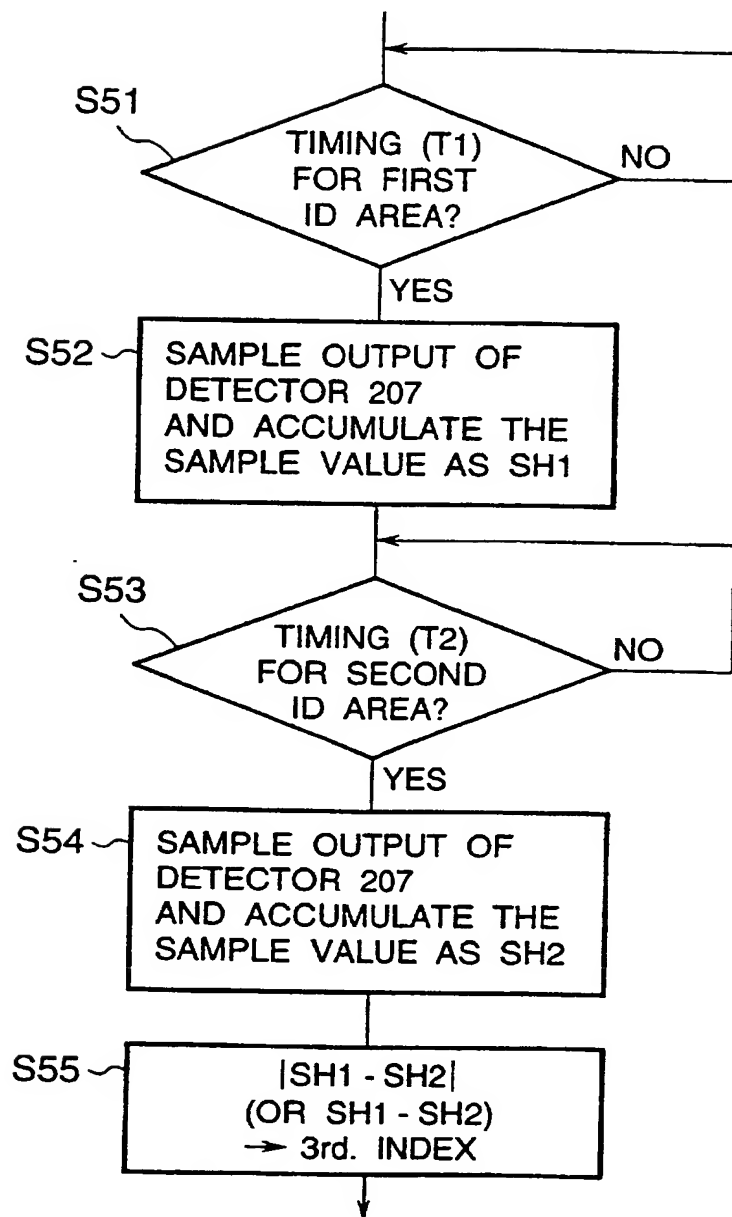 S51
TIMING (T1)
FOR FIRST
ID AREA?
NO
YES
S52
SAMPLE OUTPUT OF
DETECTOR 207
AND ACCUMULATE THE
SAMPLE VALUE AS SH1
S53
TIMING (T2)
FOR SECOND
ID AREA?
NO
YES
S54
SAMPLE OUTPUT OF
DETECTOR 207
AND ACCUMULATE THE
SAMPLE VALUE AS SH2
S55
|SH1 - SH2|
(OR SH1 - SH2)
→ 3rd. INDEX